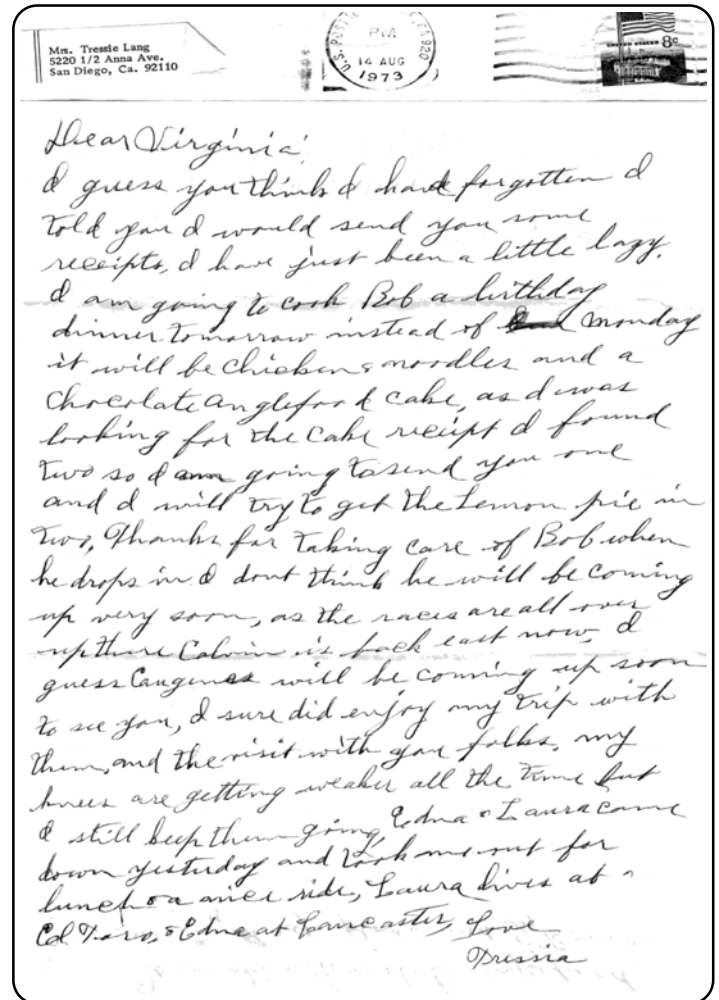 Mrs. Tressie Lang
5220 1/2 Anna Ave.
San Diego, Ca. 92110
U.S. POSTA
PM
14 AUG
1973
920
UNITED STATES 8c
Dear Virginia
I guess you think I have forgotten I
told you I would send you some
receipts, I have just been a little lazy.
I am going to cook Bob a birthday
dinner tomorrow instead of Monday
it will be chicken & noodles and a
chocolate anglefood cake, as I was
looking for the cake receipt I found
two so I am going to send you one
and I will try to get the Lemon pie in
two, Thanks for taking care of Bob when
he drops in I dont think he will be coming
up very soon, as the races are all over
up there Calvin is back east now, I
guess will be coming up soon
to see you, I sure did enjoy my trip with
them, and the visit with you folks, my
knees are getting weaker all the time but
I still keep them going, Edna & Laura came
down yesterday and took me out for
lunch & a nice ride, Laura lives at
& Edna at Lancaster, Love
Tressia